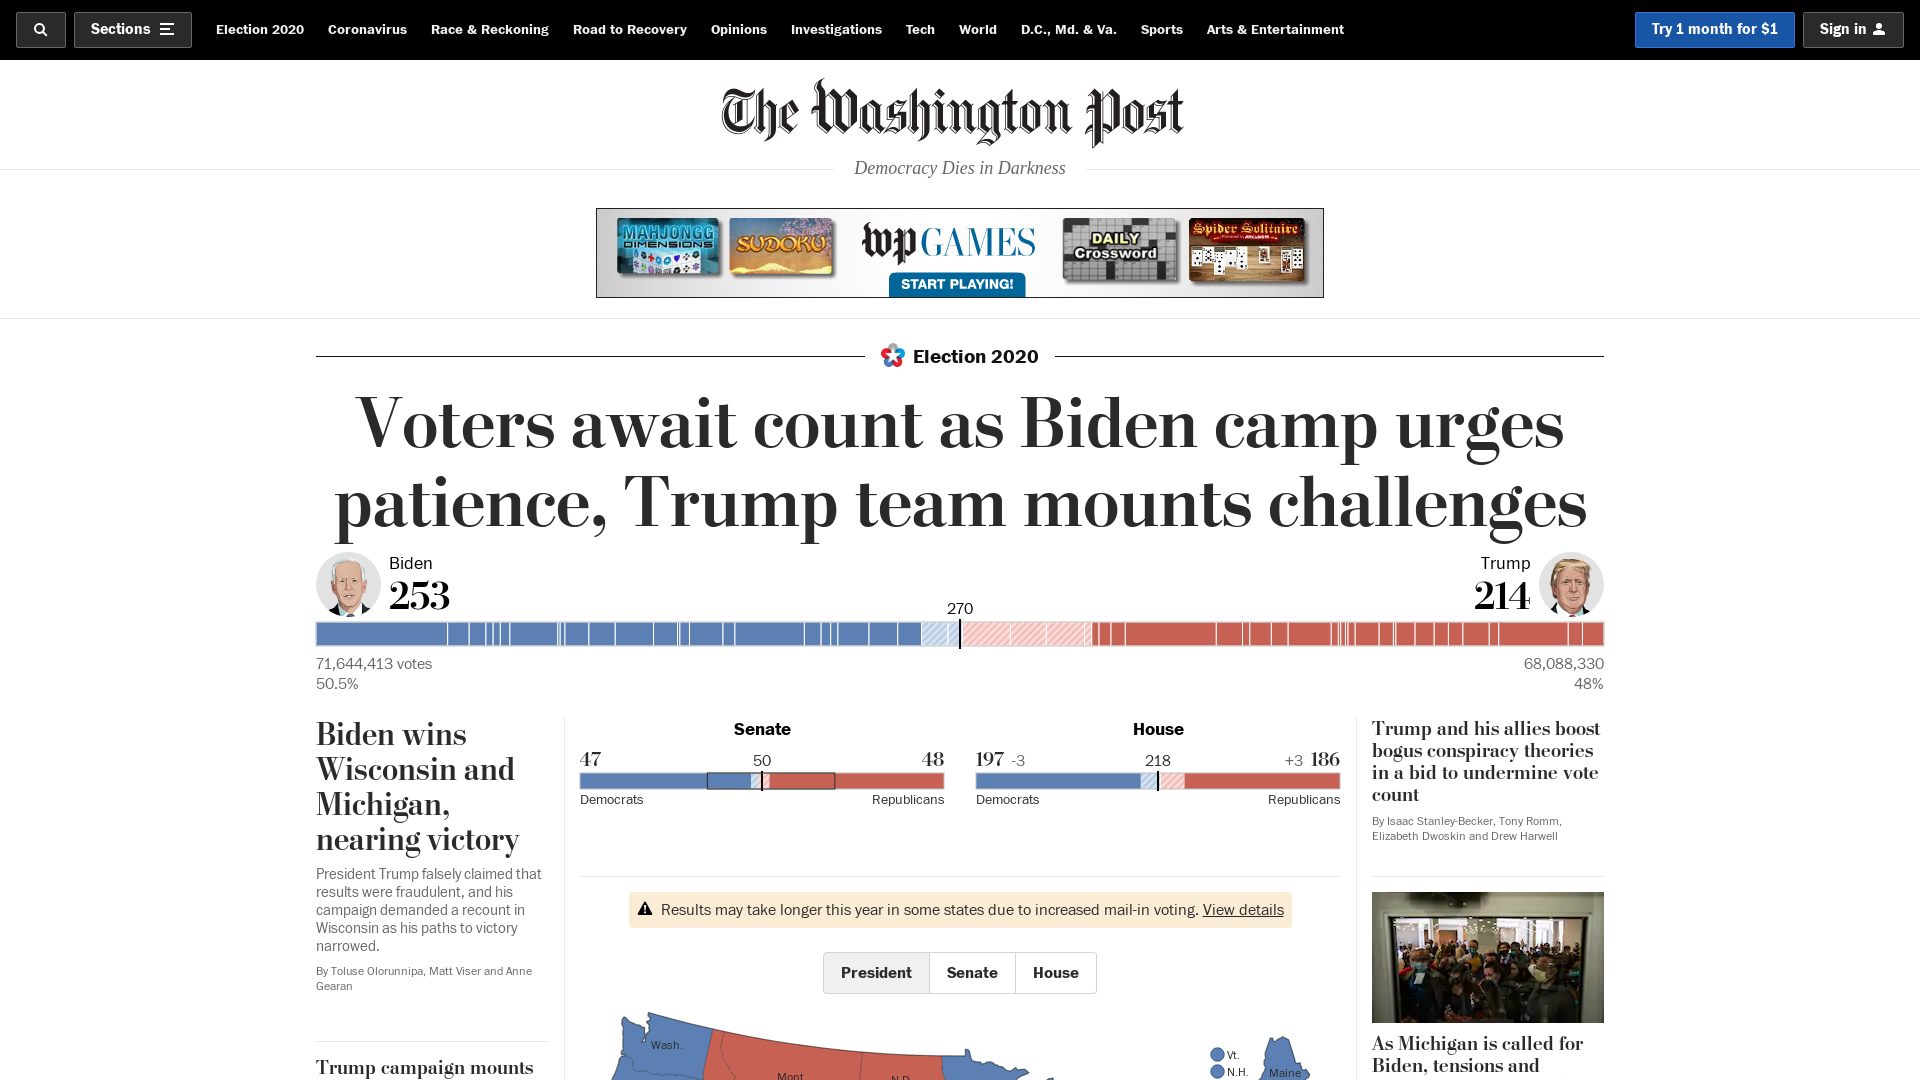 Sections
Election 2020
Coronavirus
Race & Reckoning
Road to Recovery
Opinions
Investigations
Tech
World
D.C., Md. & Va.
Sports
Arts & Entertainment
Try 1 month for $1
Sign in
The Washington Post
Democracy Dies in Darkness
MAHJONGG
DIMENSIONS
SUDOKU
wp GAMES
START PLAYING!
DAILY
Crossword
Spider Solitaire
Election 2020
Voters await count as Biden camp urges
patience, Trump team mounts challenges
Biden
253
Trump
214
270
71,644,413 votes
50.5%
68,088,330
48%
Biden wins
Wisconsin and
Michigan,
nearing victory
President Trump falsely claimed that
results were fraudulent, and his
campaign demanded a recount in
Wisconsin as his paths to victory
narrowed.
By Toluse Olorunnipa, Matt Viser and Anne
Gearan
Trump campaign mounts
Senate
47
50
48
Democrats
Republicans
House
197 -3
218
+3 186
Democrats
Republicans
Results may take longer this year in some states due to increased mail-in voting. View details
President
Senate
House
Wash.
Mont.
N.D.
Vt.
N.H.
Maine
Trump and his allies boost
bogus conspiracy theories
in a bid to undermine vote
count
By Isaac Stanley-Becker, Tony Romm,
Elizabeth Dwoskin and Drew Harwell
As Michigan is called for
Biden, tensions and